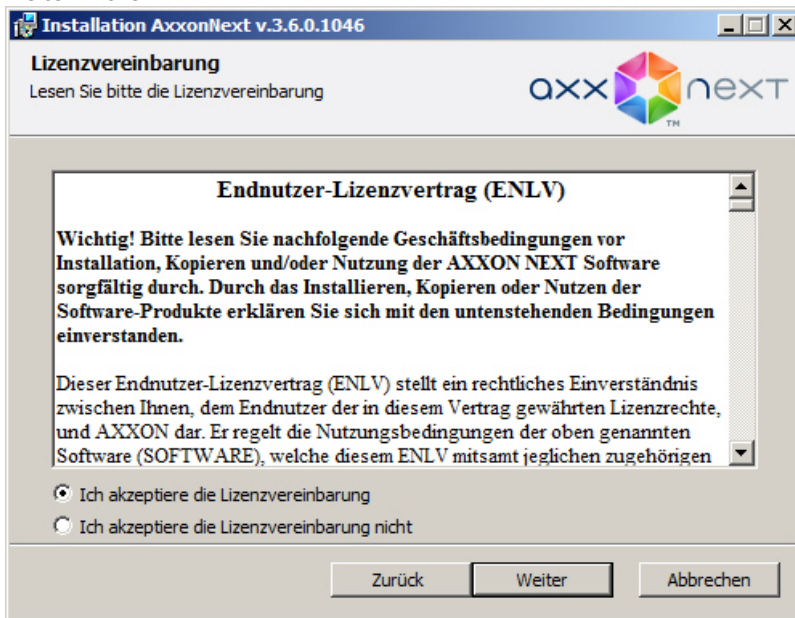 Installation AxxonNext v.3.6.0.1046
Lizenzvereinbarung
Lesen Sie bitte die Lizenzvereinbarung
axx next
TM
Endnutzer-Lizenzvertrag (ENLV)
Wichtig! Bitte lesen Sie nachfolgende Geschäftsbedingungen vor
Installation, Kopieren und/oder Nutzung der AXXON NEXT Software
sorgfältig durch. Durch das Installieren, Kopieren oder Nutzen der
Software-Produkte erklären Sie sich mit den untenstehenden Bedingungen
einverstanden.
Dieser Endnutzer-Lizenzvertrag (ENLV) stellt ein rechtliches Einverständnis
zwischen Ihnen, dem Endnutzer der in diesem Vertrag gewährten Lizenzrechte,
und AXXON dar. Er regelt die Nutzungsbedingungen der oben genannten
Software (SOFTWARE), welche diesem ENLV mitsamt jeglichen zugehörigen
Ich akzeptiere die Lizenzvereinbarung
Ich akzeptiere die Lizenzvereinbarung nicht
Zurück Weiter Abbrechen